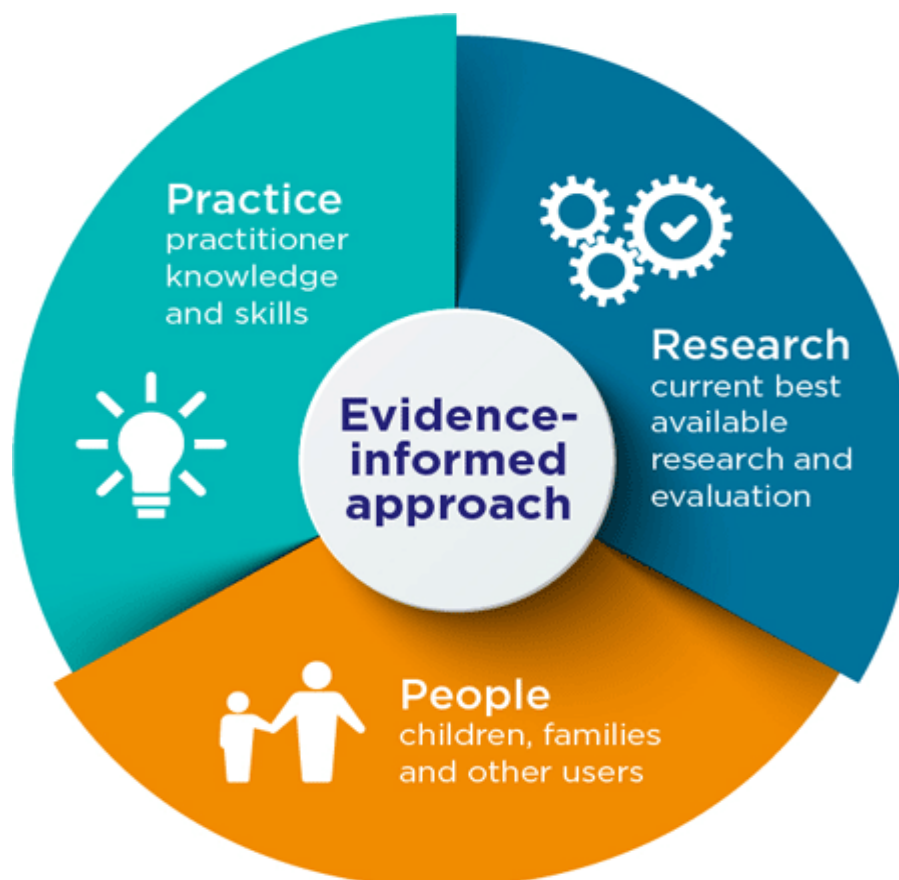 Practice
practitioner
knowledge
and skills
Research
current best
available
research and
evaluation
Evidence-
informed
approach
People
children, families
and other users